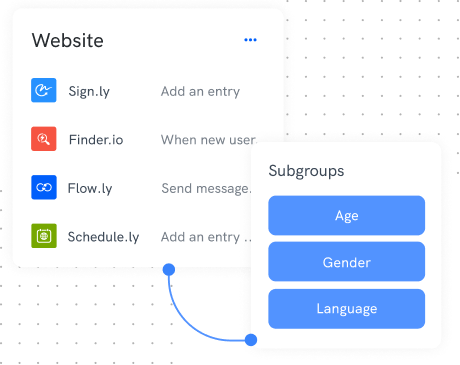 Website
Sign.ly Add an entry
Finder.io When new user
Flow.ly Send message.
Schedule.ly Add an entry ..
Subgroups
Age
Gender
Language